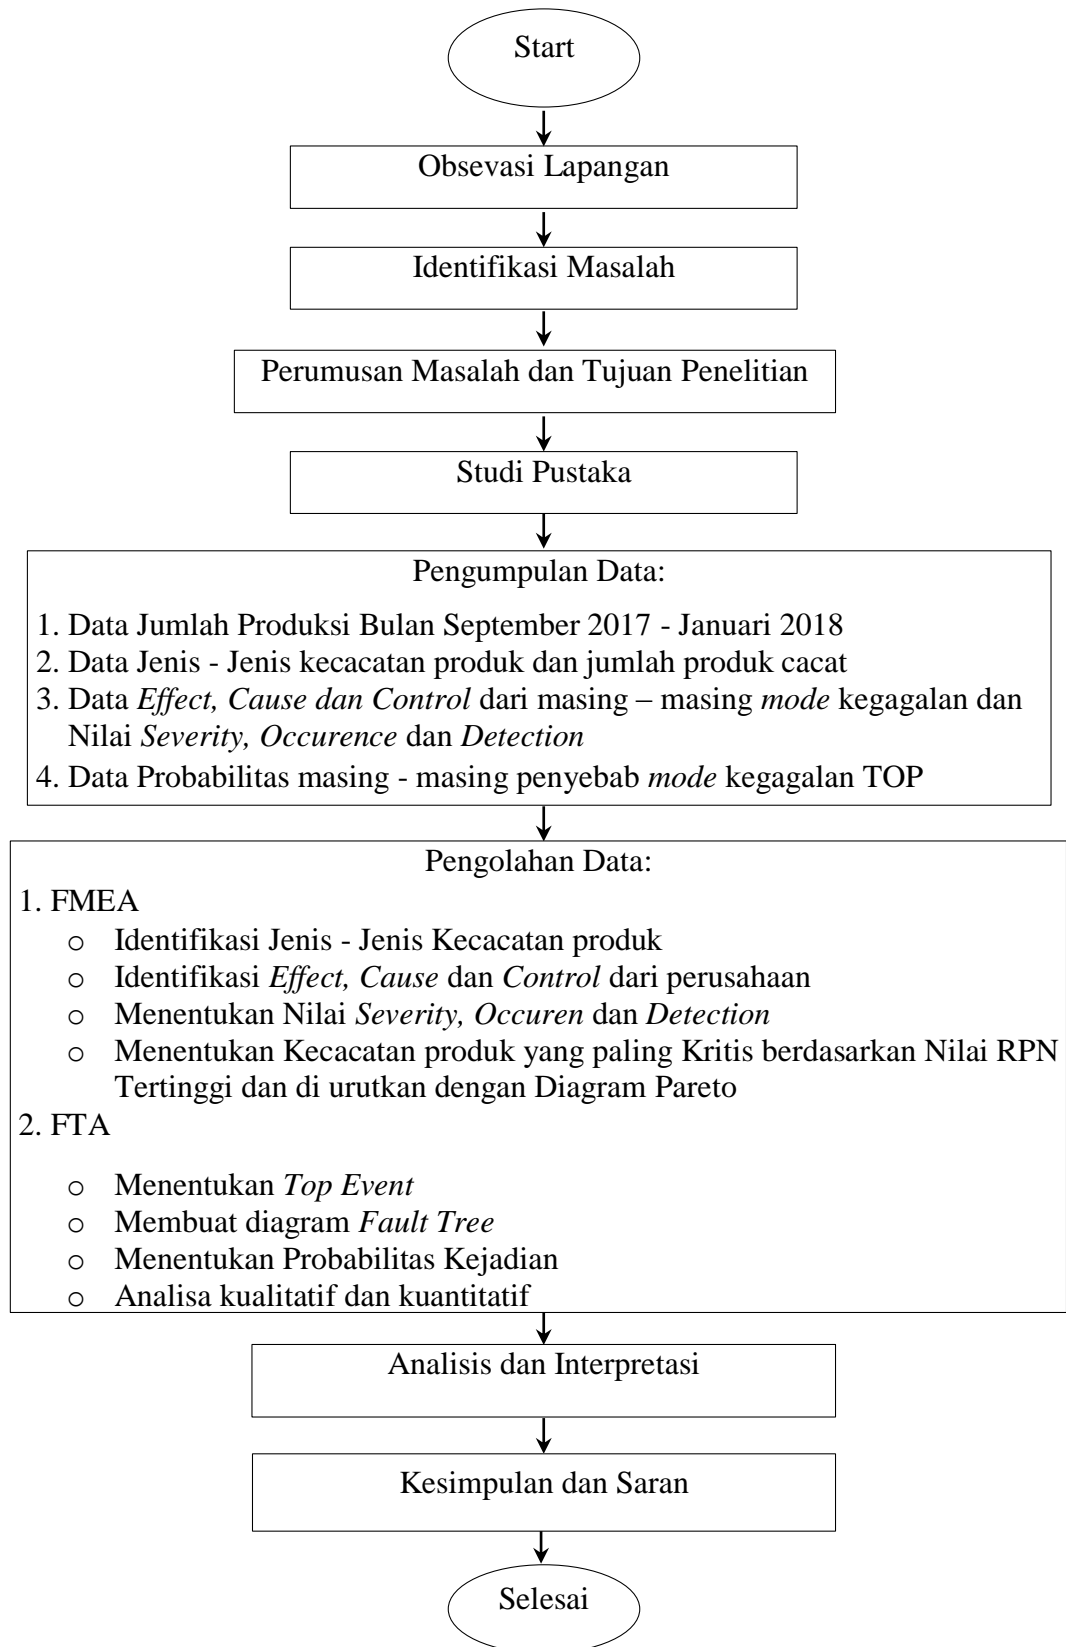 Start
Obsevasi Lapangan
Identifikasi Masalah
Perumusan Masalah dan Tujuan Penelitian
Studi Pustaka
Pengumpulan Data:
1. Data Jumlah Produksi Bulan September 2017 - Januari 2018
2. Data Jenis - Jenis kecacatan produk dan jumlah produk cacat
3. Data Effect, Cause dan Control dari masing – masing mode kegagalan dan
Nilai Severity, Occurence dan Detection
4. Data Probabilitas masing - masing penyebab mode kegagalan TOP
Pengolahan Data:
1. FMEA
o Identifikasi Jenis - Jenis Kecacatan produk
o Identifikasi Effect, Cause dan Control dari perusahaan
o Menentukan Nilai Severity, Occuren dan Detection
o Menentukan Kecacatan produk yang paling Kritis berdasarkan Nilai RPN
Tertinggi dan di urutkan dengan Diagram Pareto
2. FTA
o Menentukan Top Event
o Membuat diagram Fault Tree
o Menentukan Probabilitas Kejadian
o Analisa kualitatif dan kuantitatif
Analisis dan Interpretasi
Kesimpulan dan Saran
Selesai